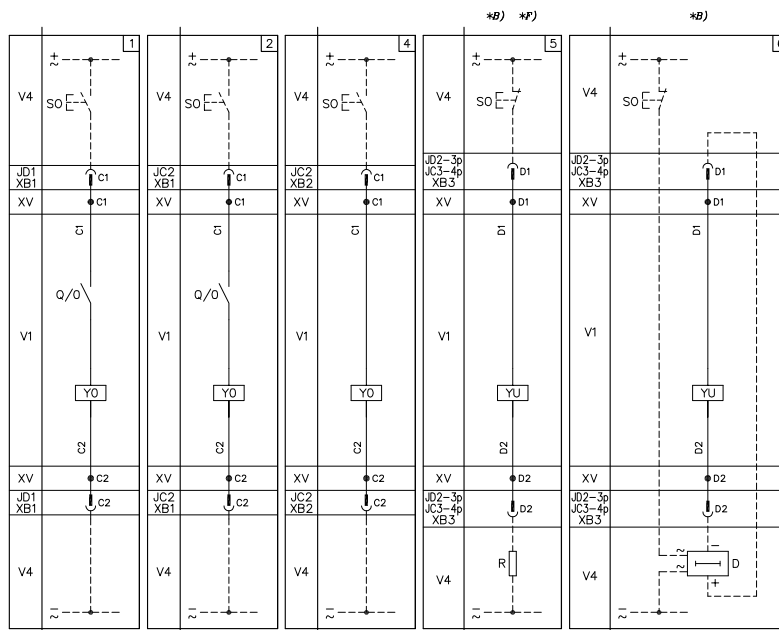 *B) *F) *B)
1
+
~
V4
SO
JD1
XB1
C1
XV
C1
C1
Q/0
V1
YO
C2
XV
C2
JD1
XB1
C2
V4
–
~
2
+
~
V4
SO
JC2
XB1
C1
XV
C1
C1
Q/0
V1
YO
C2
XV
C2
JC2
XB1
C2
V4
–
~
4
+
~
V4
SO
JC2
XB2
C1
XV
C1
C1
V1
YO
C2
XV
C2
JC2
XB2
C2
V4
–
~
5
+
~
V4
SO
JD2-3p
JC3-4p
XB3
D1
XV
D1
D1
V1
YU
D2
XV
D2
JD2-3p
JC3-4p
XB3
D2
R
V4
–
~
6
+
~
V4
SO
JD2-3p
JC3-4p
XB3
D1
XV
D1
D1
V1
YU
D2
XV
D2
JD2-3p
JC3-4p
XB3
D2
–
~
~
D
+
V4
–
~